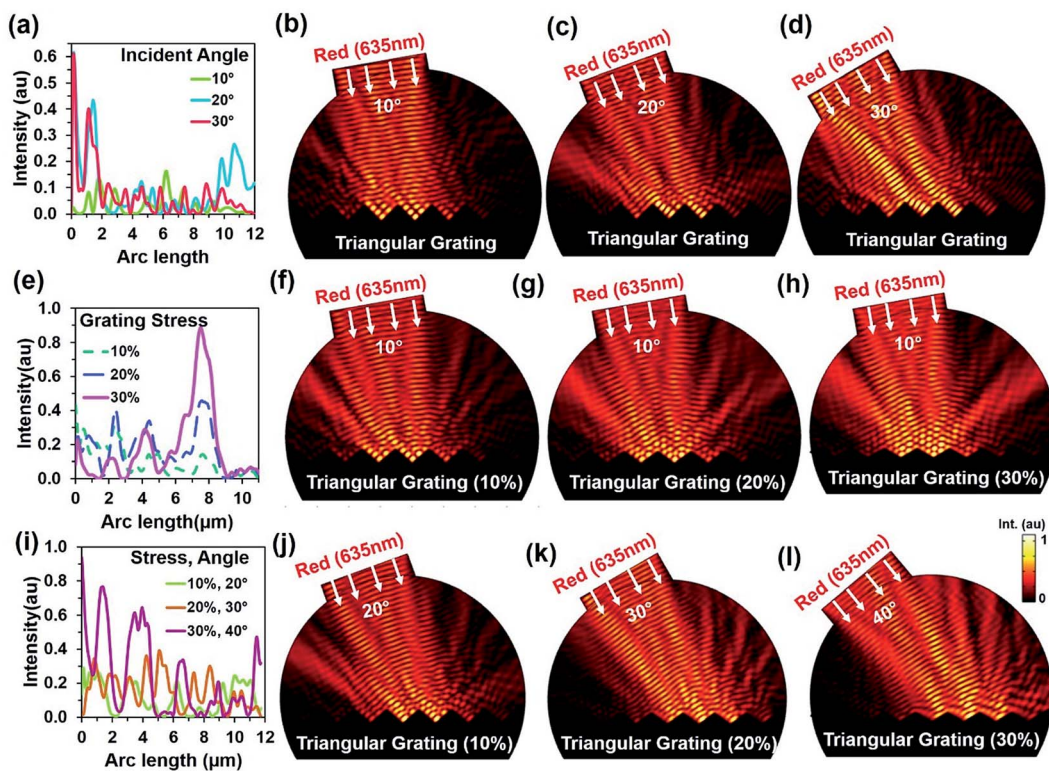 (a)
Intensity (au)
0.6
0.5
0.4
0.3
0.2
0.1
0.0
Incident Angle
10º
20º
30º
0 2 4 6 8 10 12
Arc length
(b)
Red (635nm)
10°
Triangular Grating
(c)
Red (635nm)
20°
Triangular Grating
(d)
Red (635nm)
30°
Triangular Grating
(e)
Intensity(au)
1.0
0.8
0.6
0.4
0.2
0.0
Grating Stress
10%
20%
30%
0 2 4 6 8 10
Arc length(µm)
(f)
Red (635nm)
10°
Triangular Grating (10%)
(g)
Red (635nm)
10°
Triangular Grating (20%)
(h)
Red (635nm)
10°
Triangular Grating (30%)
(i)
Intensity(au)
1.0
0.8
0.6
0.4
0.2
0.0
Stress, Angle
10%, 20º
20%, 30º
30%, 40º
0 2 4 6 8 10 12
Arc length (µm)
(j)
Red (635nm)
20°
Triangular Grating (10%)
(k)
Red (635nm)
30°
Triangular Grating (20%)
(l)
Red (635nm)
40°
Triangular Grating (30%)
Int. (au)
1
0